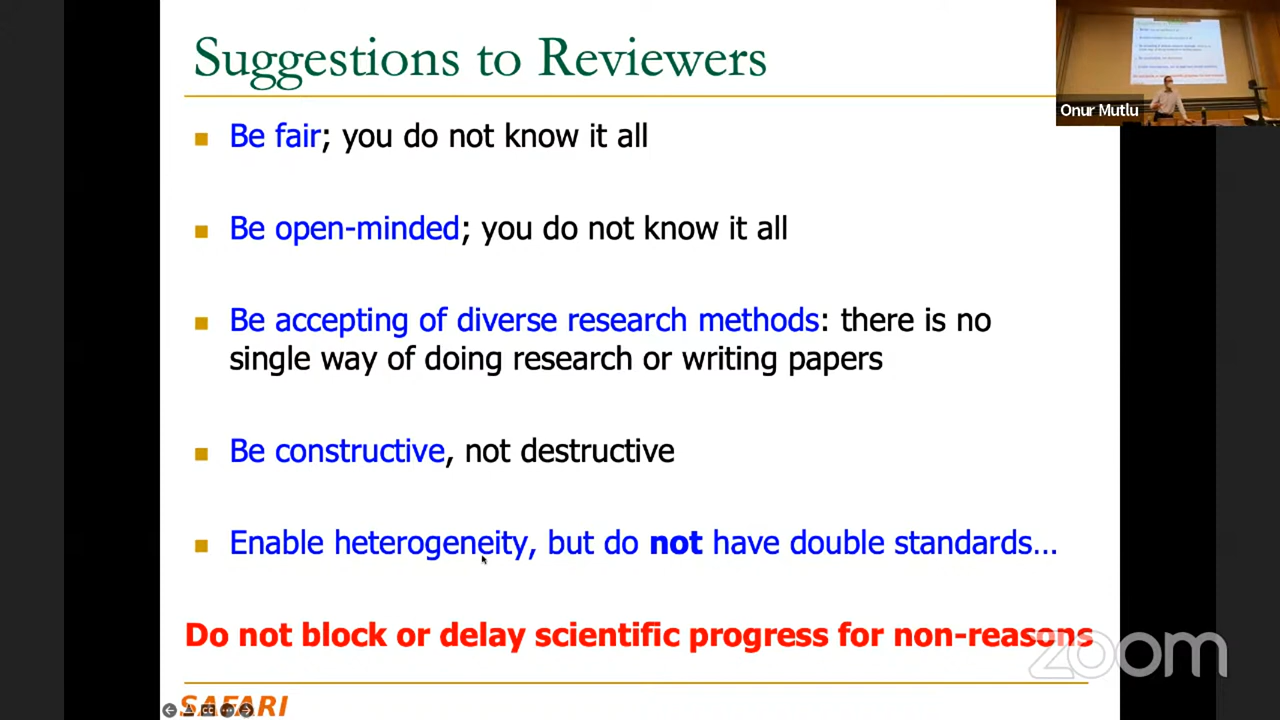 Suggestions to Reviewers
Be fair; you do not know it all
Be open-minded; you do not know it all
Be accepting of diverse research methods: there is no
single way of doing research or writing papers
Be constructive, not destructive
Enable heterogeneity, but do not have double standards...
Do not block or delay scientific progress for non-reasons
SAFARI
Onur Mutlu
zoom